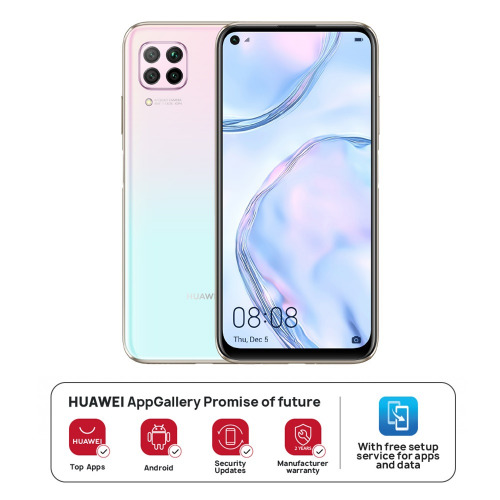 HUAWEI
08:08
Thu, Dec 5
HUAWEI AppGallery Promise of future
HUAWEI
Top Apps
Android
Security
Updates
2 YEARS
Manufacturer
warranty
With free setup
service for apps
and data